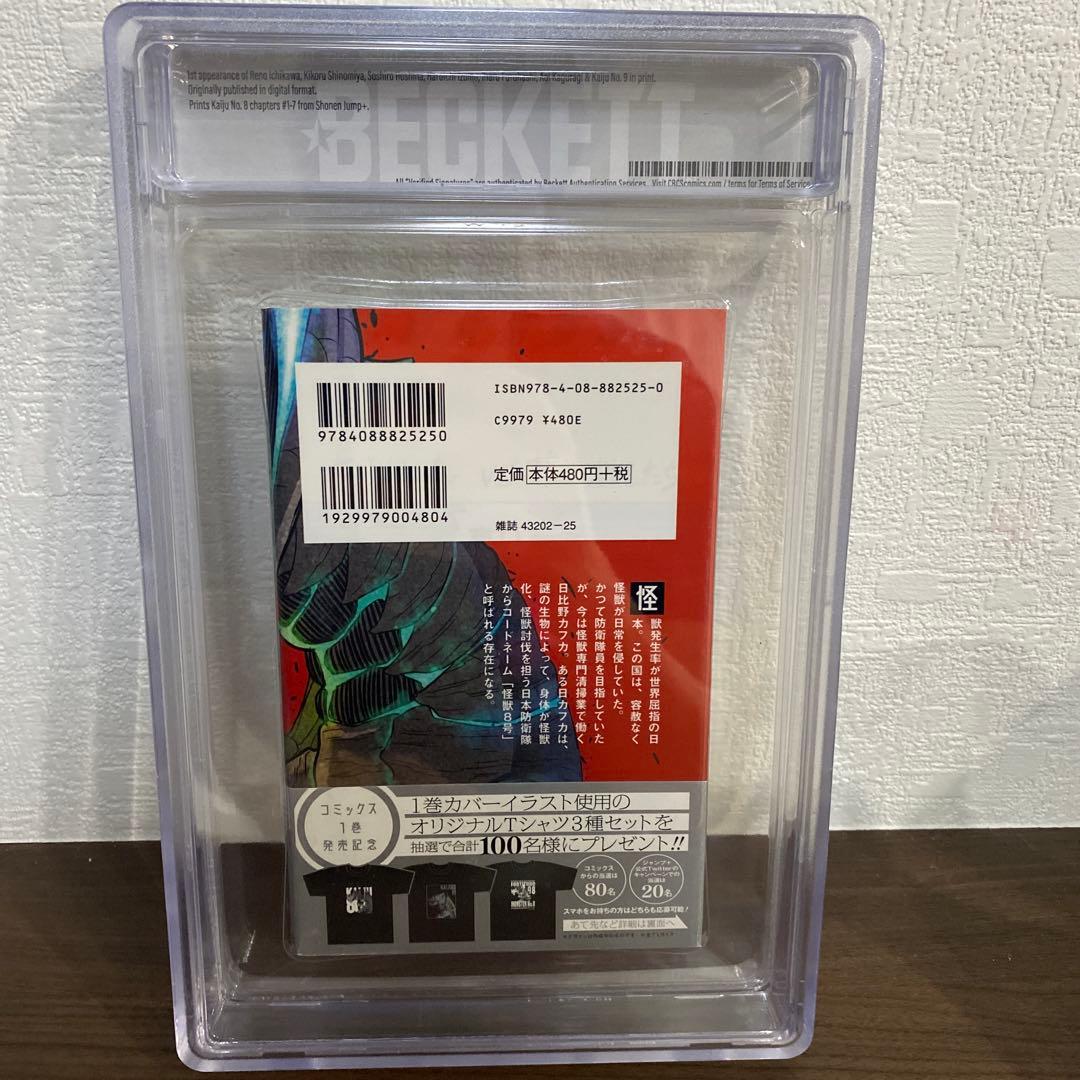 1st appearance of Reno Ichikawa, Kikoru Shinomiya, Soshiro Hoshina, & Kaiju No. 9 in print.
Originally published in digital format.
Prints Kaiju No. 8 chapters #1-7 from Shonen Jump+.
BECKETT
All "Verified Signatures" are authenticated by Beckett Authentication Services. Visit CBCScomics.com / terms for Terms of Service
ISBN978-4-08-882525-0
C9979 ¥480E
9784088825250
定価 本体480円+税
1929979004804
雑誌 43202-25
怪獣発生率が世界屈指の日
本。この国は、容赦なく
怪獣が日常を侵していた。
かつて防衛隊員を目指していた
が、今は怪獣専門清掃業で働く
日比野カフカ。ある日カフカは、
謎の生物によって、身体が怪獣
化、怪獣討伐を担う日本防衛隊
からコードネーム「怪獣8号」
と呼ばれる存在になる。
コミックス
1巻
発売記念
1巻カバーイラスト使用の
オリジナルTシャツ3種セットを
抽選で合計100名様にプレゼント!!
コミックス
からの当選は
80名
ジャンプ+
公式Twitterの
キャンペーンでの
当選は
20名
スマホをお持ちの方はどちらも応募可能!
あて先など詳細は裏面へ